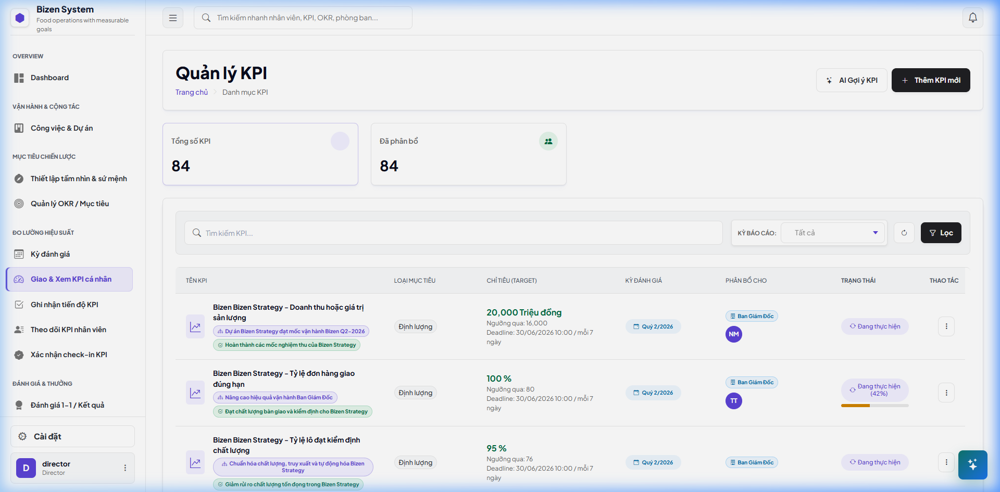 Bizen System
Food operations with measurable
goals
OVERVIEW
Dashboard
VẬN HÀNH & CỘNG TÁC
Công việc & Dự án
MỤC TIÊU CHIẾN LƯỢC
Thiết lập tầm nhìn & sứ mệnh
Quản lý OKR / Mục tiêu
ĐO LƯỜNG HIỆU SUẤT
Kỳ đánh giá
Giao & Xem KPI cá nhân
Ghi nhận tiến độ KPI
Theo dõi KPI nhân viên
Xác nhận check-in KPI
ĐÁNH GIÁ & THƯỞNG
Đánh giá 1-1 / Kết quả
Cài đặt
D
director
Director
Tìm kiếm nhanh nhân viên, KPI, OKR, phòng ban...
Quản lý KPI
Trang chủ
Danh mục KPI
AI Gợi ý KPI
Thêm KPI mới
Tổng số KPI
84
Đã phân bổ
84
Tìm kiếm KPI...
KỲ BÁO CÁO:
Tất cả
Lọc
TÊN KPI
LOẠI MỤC TIÊU
CHỈ TIÊU (TARGET)
KỲ ĐÁNH GIÁ
PHÂN BỔ CHO
TRẠNG THÁI
THAO TÁC
Bizen Bizen Strategy - Doanh thu hoặc giá trị
sản lượng
Dự án Bizen Strategy đạt mốc vận hành Bizen Q2-2026
Hoàn thành các mốc nghiệm thu của Bizen Strategy
Định lượng
20,000 Triệu đồng
Ngưỡng qua: 16,000
Deadline: 30/06/2026 10:00 / mỗi 7
ngày
Quý 2/2026
Ban Giám Đốc
NM
Đang thực hiện
Bizen Bizen Strategy - Tỷ lệ đơn hàng giao
đúng hạn
Nâng cao hiệu quả vận hành Ban Giám Đốc
Đạt chất lượng bàn giao và kiểm định cho Bizen Strategy
Định lượng
100 %
Ngưỡng qua: 80
Deadline: 30/06/2026 10:00 / mỗi 7
ngày
Quý 2/2026
Ban Giám Đốc
TT
Đang thực hiện
(42%)
Bizen Bizen Strategy - Tỷ lệ lô đạt kiểm định
chất lượng
Chuẩn hóa chất lượng, truy xuất và tự động hóa Bizen
Strategy
Giảm rủi ro chất lượng tồn đọng trong Bizen Strategy
Định lượng
95 %
Ngưỡng qua: 76
Deadline: 30/06/2026 10:00 / mỗi 7
ngày
Quý 2/2026
Ban Giám Đốc
Đang thực hiện